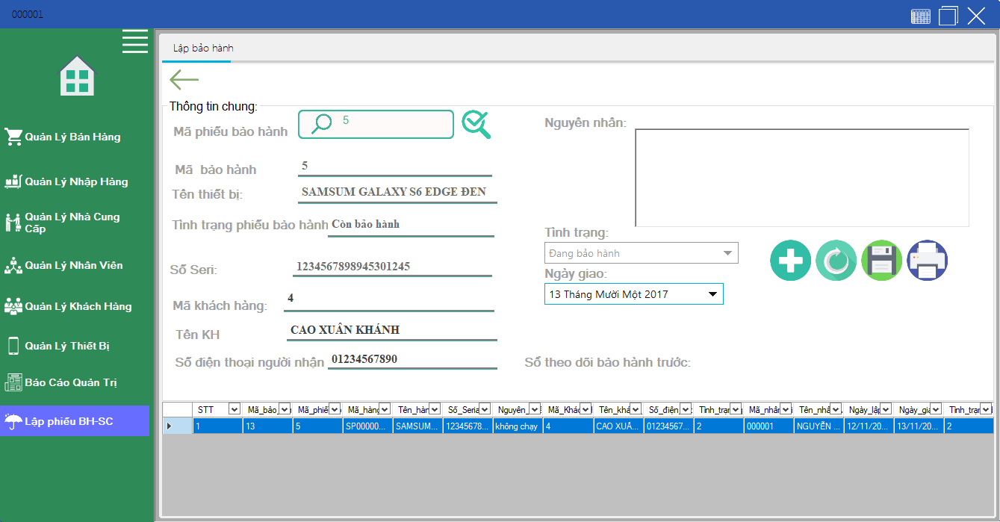 000001
Quản Lý Bán Hàng
Quản Lý Nhập Hàng
Quản Lý Nhà Cung
Cấp
Quản Lý Nhân Viên
Quản Lý Khách Hàng
Quản Lý Thiết Bị
Báo Cáo Quản Trị
Lập phiếu BH-SC
Lập bảo hành
Thông tin chung:
Mã phiếu bảo hành 5
Mã bảo hành 5
Tên thiết bị: SAMSUM GALAXY S6 EDGE ĐEN
Tình trạng phiếu bảo hành Còn bảo hành
Số Seri: 1234567898945301245
Mã khách hàng: 4
Tên KH CAO XUÂN KHÁNH
Số điện thoại người nhận 01234567890
Nguyên nhân:
Tình trạng:
Đang bảo hành
Ngày giao:
13 Tháng Mười Một 2017
Sổ theo dõi bảo hành trước:
STT Mã_bảo_ Mã_phiế Mã_hàng Tên_hàn Số_Seria Nguyên_ Mã_Khác Tên_khá Số_điện_ Tình_trạn Mã_nhân Tên_nhâ Ngày_lậ Ngày_gia Tình_trạn
1 13 5 SP00000... SAMSUM... 12345678... không chạy 4 CAO XUÂ... 01234567... 2 000001 NGUYỄN ... 12/11/20... 13/11/20... 2